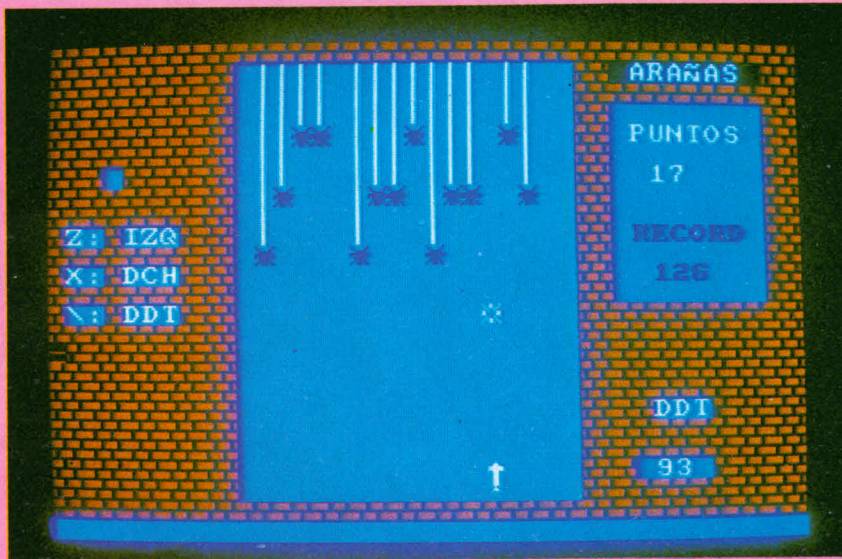 ARAÑAS
PUNTOS
17
RECORD
126
Z: IZQ
X: DCH
\: DDT
DDT
93